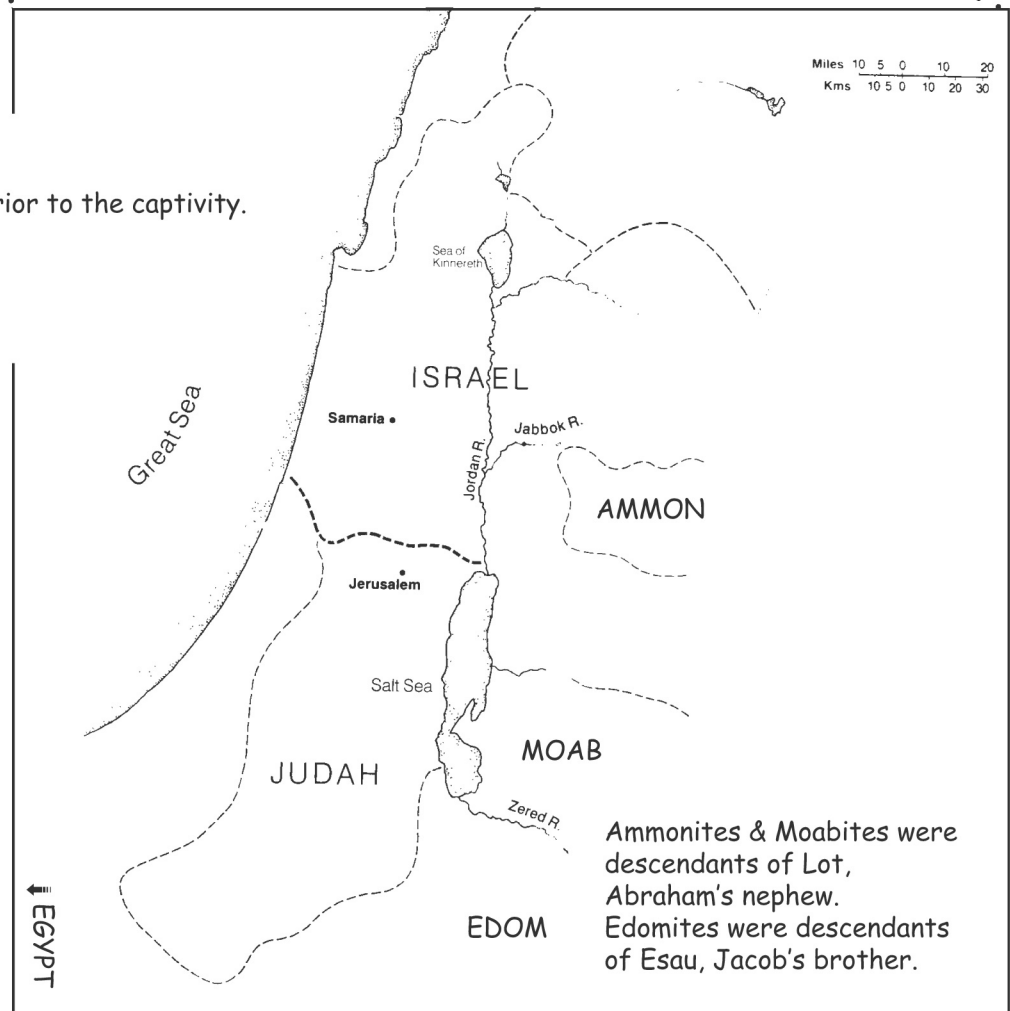 Miles 10 5 0 10 20
Kms 10 5 0 10 20 30
to the captivity.
Sea of
Kinnereth
ISRAEL
Great Sea
Samaria
Jabbok R.
Jordan R.
AMMON
Jerusalem
Salt Sea
MOAB
JUDAH
Zered R.
Ammonites & Moabites were
descendants of Lot,
Abraham's nephew.
Edomites were descendants
of Esau, Jacob's brother.
EDOM
EGYPT